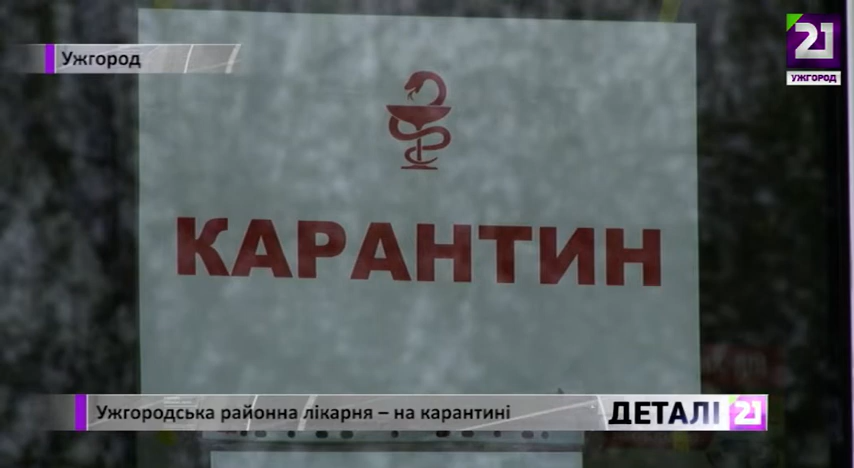 Ужгород
21
УЖГОРОД
КАРАНТИН
Ужгородська районна лікарня – на карантині
ДЕТАЛІ 21